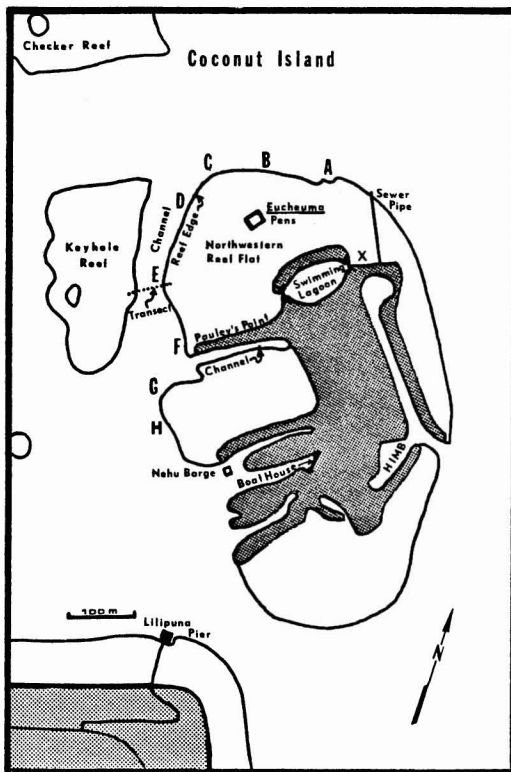 Checker Reef
Coconut Island
C
B
A
D
Sewer
Pipe
Eucheuma
Pens
Channel
Reef Edge
Keyhole
Reef
Northwestern
Reef Flat
X
Swimming
Lagoon
E
Transect
Pauley's Point
F
Channel
G
H
Nehu Barge
Boat House
HIMB
100 m
Lilipuna
Pier
N